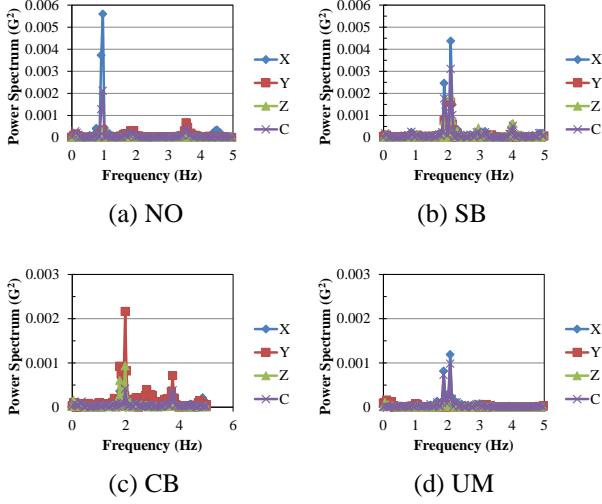 0.006
0.005
0.004
0.003
0.002
0.001
0
Power Spectrum (G²)
0 1 2 3 4 5
Frequency (Hz)
X
Y
Z
C
(a) NO
0.006
0.005
0.004
0.003
0.002
0.001
0
Power Spectrum (G²)
0 1 2 3 4 5
Frequency (Hz)
X
Y
Z
C
(b) SB
0.003
0.002
0.001
0
Power Spectrum (G²)
0 2 4 6
Frequency (Hz)
X
Y
Z
C
(c) CB
0.003
0.002
0.001
0
Power Spectrum (G²)
0 1 2 3 4 5
Frequency (Hz)
X
Y
Z
C
(d) UM